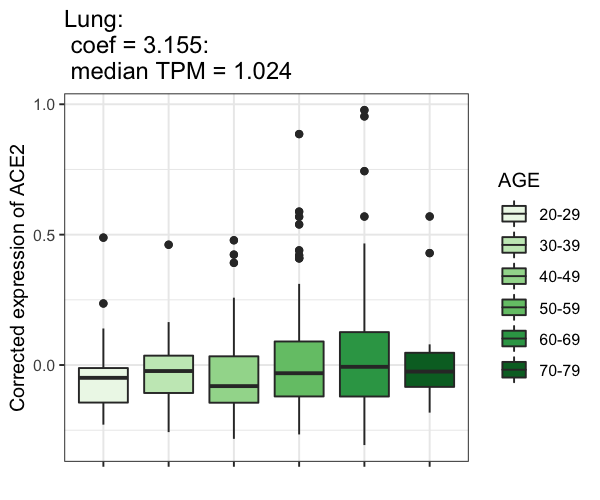 Lung:
coef = 3.155:
median TPM = 1.024
Corrected expression of ACE2
1.0
0.5
0.0
AGE
20-29
30-39
40-49
50-59
60-69
70-79